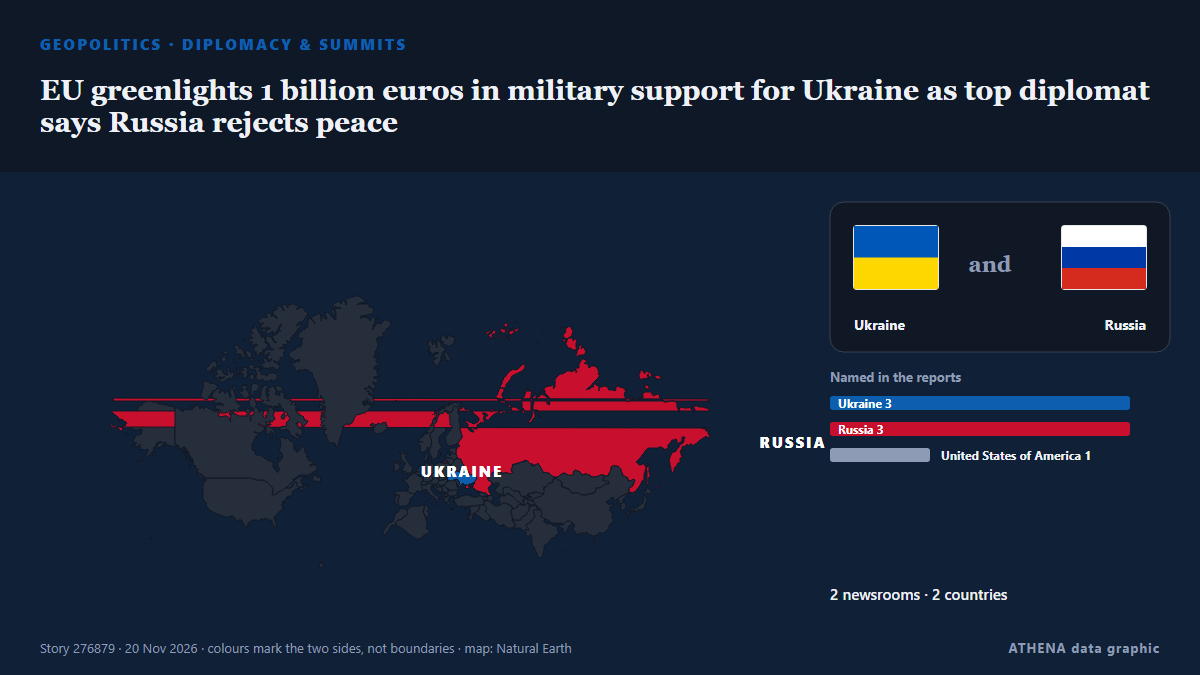 GEOPOLITICS · DIPLOMACY & SUMMITS
EU greenlights 1 billion euros in military support for Ukraine as top diplomat
says Russia rejects peace
and
Ukraine
Russia
Named in the reports
Ukraine 3
Russia 3
United States of America 1
RUSSIA
UKRAINE
2 newsrooms · 2 countries
Story 276879 · 20 Nov 2026 · colours mark the two sides, not boundaries · map: Natural Earth
ATHENA data graphic